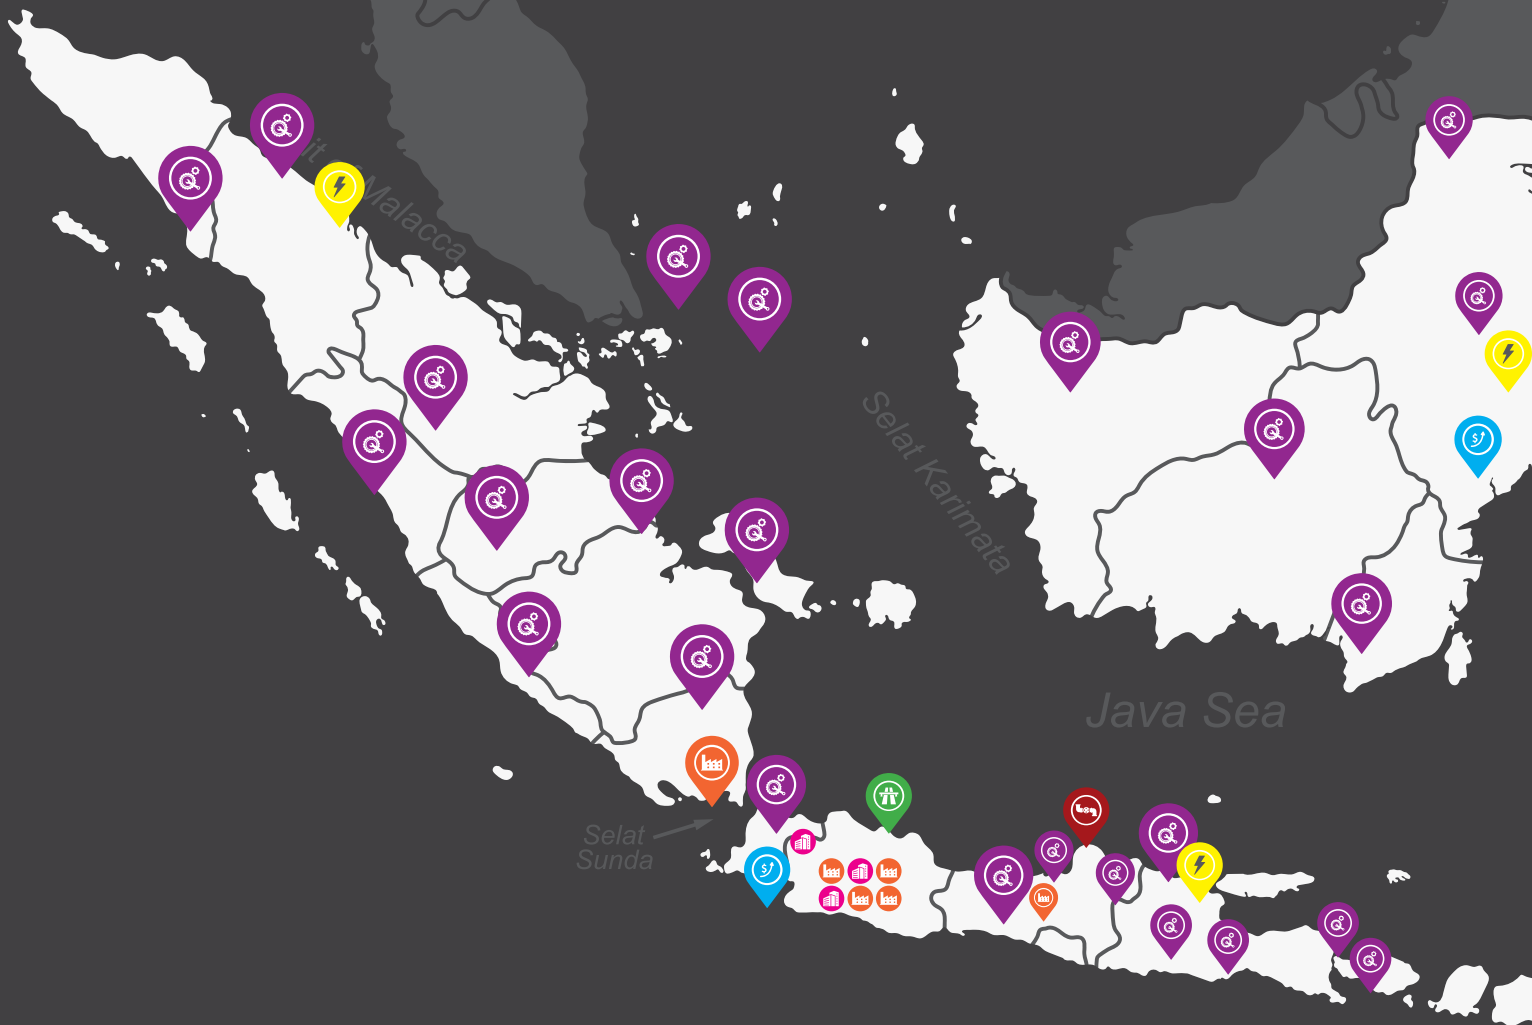 Malacca
Selat Karimata
Java Sea
Selat
Sunda